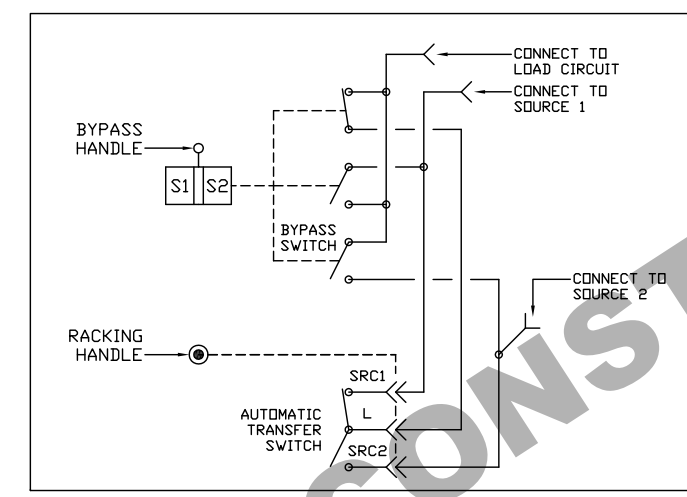 CONNECT TO
LOAD CIRCUIT
CONNECT TO
SOURCE 1
BYPASS
HANDLE
S1 S2
BYPASS
SWITCH
CONNECT TO
SOURCE 2
RACKING
HANDLE
SRC1
AUTOMATIC
TRANSFER
SWITCH
L
SRC2
CONST